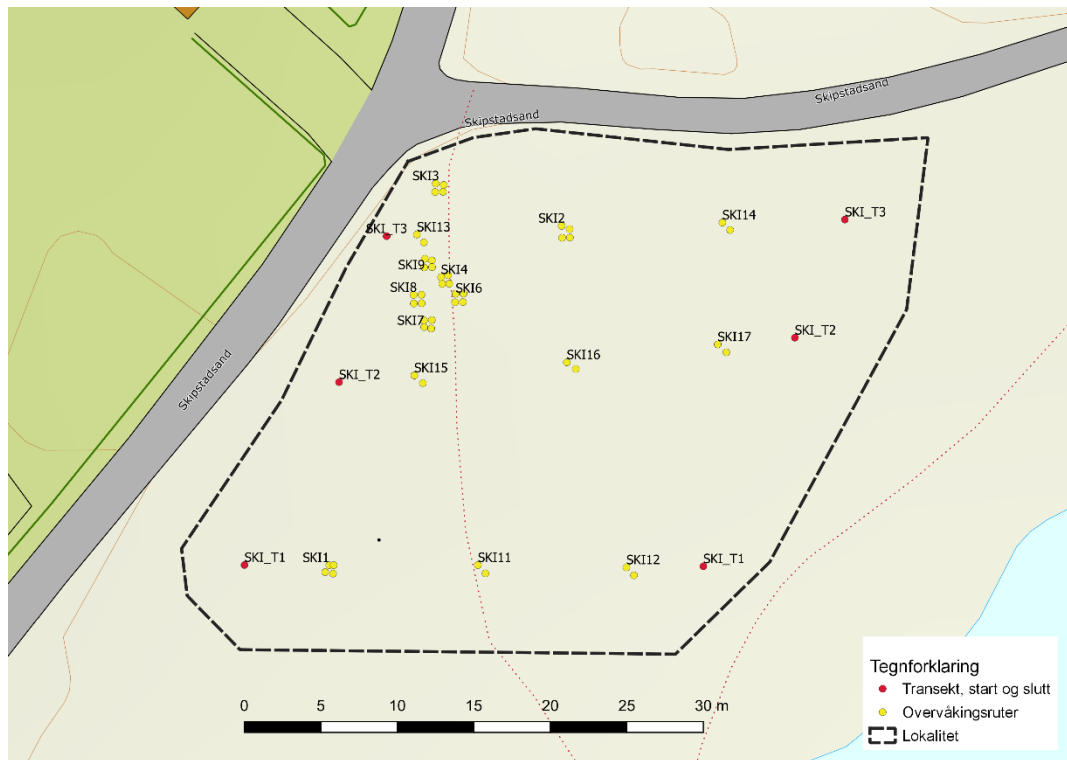 Skipstadsand
Skipstadsand
SKI3
SKI_T3
SKI13
SKI2
SKI14
SKI_T3
SKI9
SKI4
SKI8
SKI6
SKI7
SKI_T2
SKI15
SKI16
SKI17
SKI_T2
Skipstadsand
SKI_T1
SKI1
SKI11
SKI12
SKI_T1
Tegnforklaring
Transekt, start og slutt
Overvåkingsruter
Lokalitet
0 5 10 15 20 25 30 m